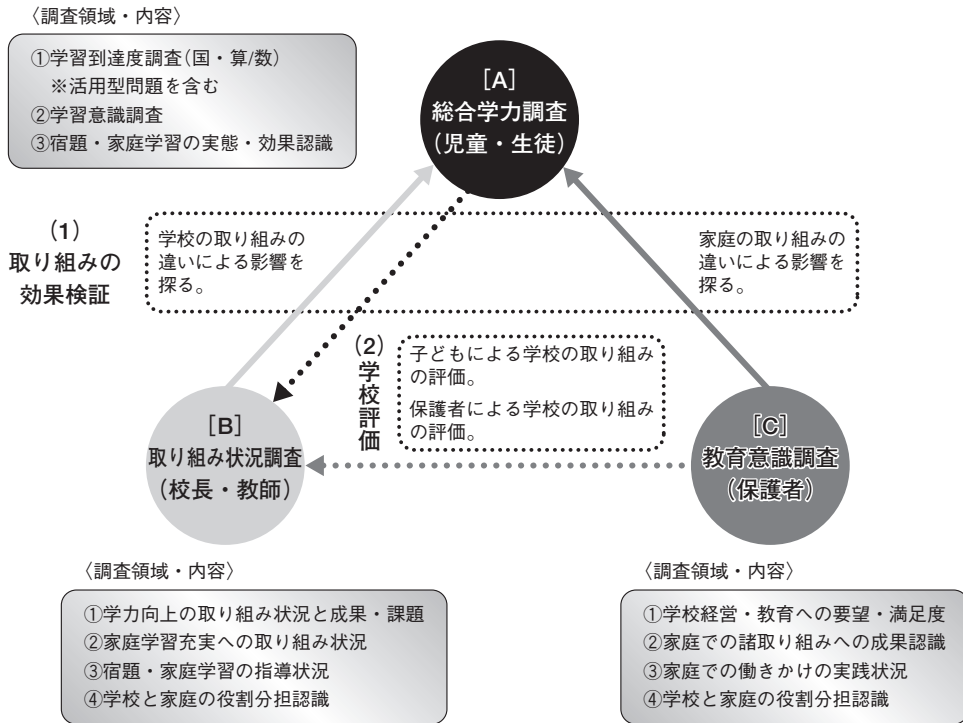 〈調査領域・内容〉
①学習到達度調査(国・算/数)
※活用型問題を含む
②学習意識調査
③宿題・家庭学習の実態・効果認識
[A]
総合学力調査
(児童・生徒)
(1)
取り組みの
効果検証
学校の取り組みの
違いによる影響を
探る。
家庭の取り組みの
違いによる影響を
探る。
(2)学校評価
子どもによる学校の取り組み
の評価。
保護者による学校の取り組み
の評価。
[B]
取り組み状況調査
(校長・教師)
[C]
教育意識調査
(保護者)
〈調査領域・内容〉
①学力向上の取り組み状況と成果・課題
②家庭学習充実への取り組み状況
③宿題・家庭学習の指導状況
④学校と家庭の役割分担認識
〈調査領域・内容〉
①学校経営・教育への要望・満足度
②家庭での諸取り組みへの成果認識
③家庭での働きかけの実践状況
④学校と家庭の役割分担認識